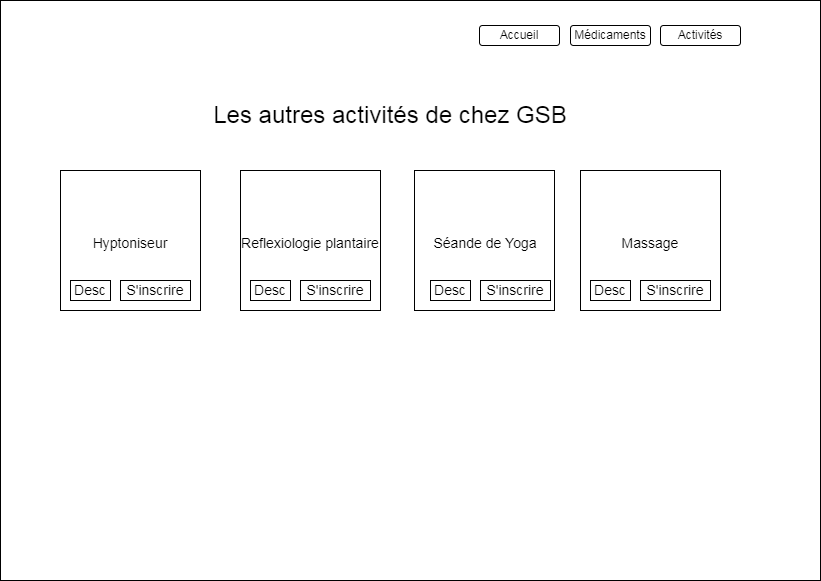 Accueil Médicaments Activités
Les autres activités de chez GSB
Hyptoniseur Reflexiologie plantaire Séande de Yoga Massage
Desc S'inscrire Desc S'inscrire Desc S'inscrire Desc S'inscrire